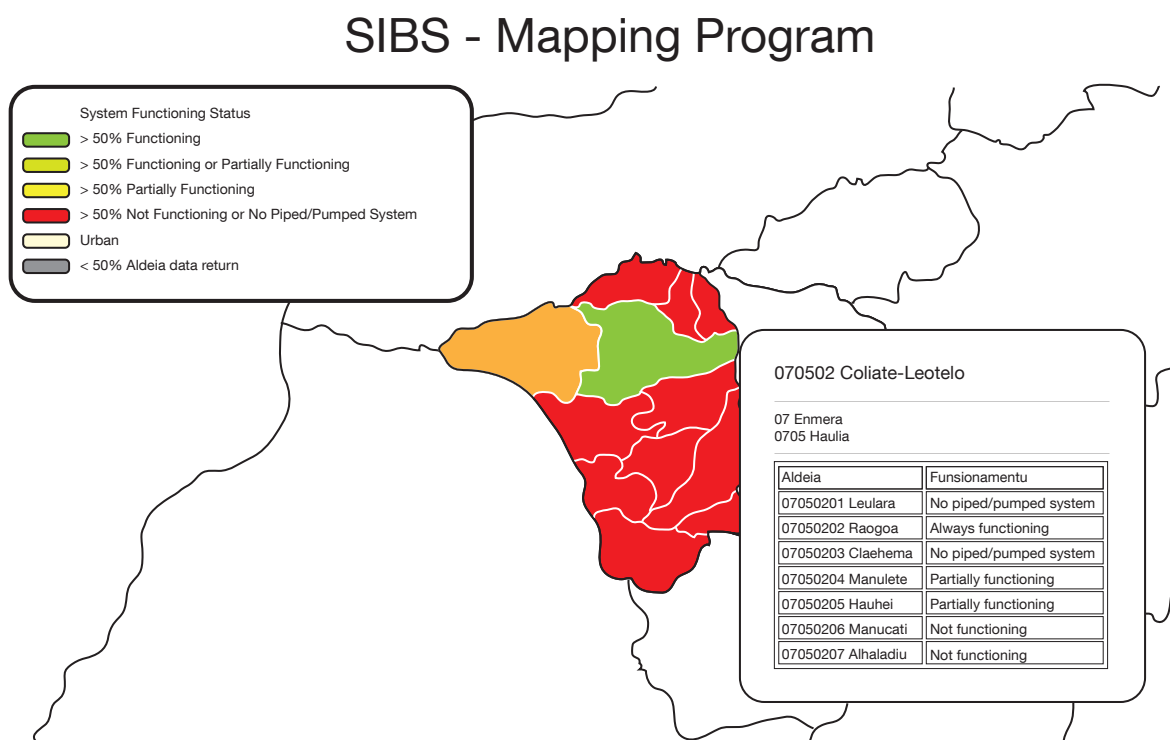 SIBS - Mapping Program
System Functioning Status
> 50% Functioning
> 50% Functioning or Partially Functioning
> 50% Partially Functioning
> 50% Not Functioning or No Piped/Pumped System
Urban
< 50% Aldeia data return
070502 Coliate-Leotelo
07 Enmera
0705 Haulia
Aldeia Funsionamentu
07050201 Leulara No piped/pumped system
07050202 Raogoa Always functioning
07050203 Claehema No piped/pumped system
07050204 Manulete Partially functioning
07050205 Hauhei Partially functioning
07050206 Manucati Not functioning
07050207 Alhaladiu Not functioning